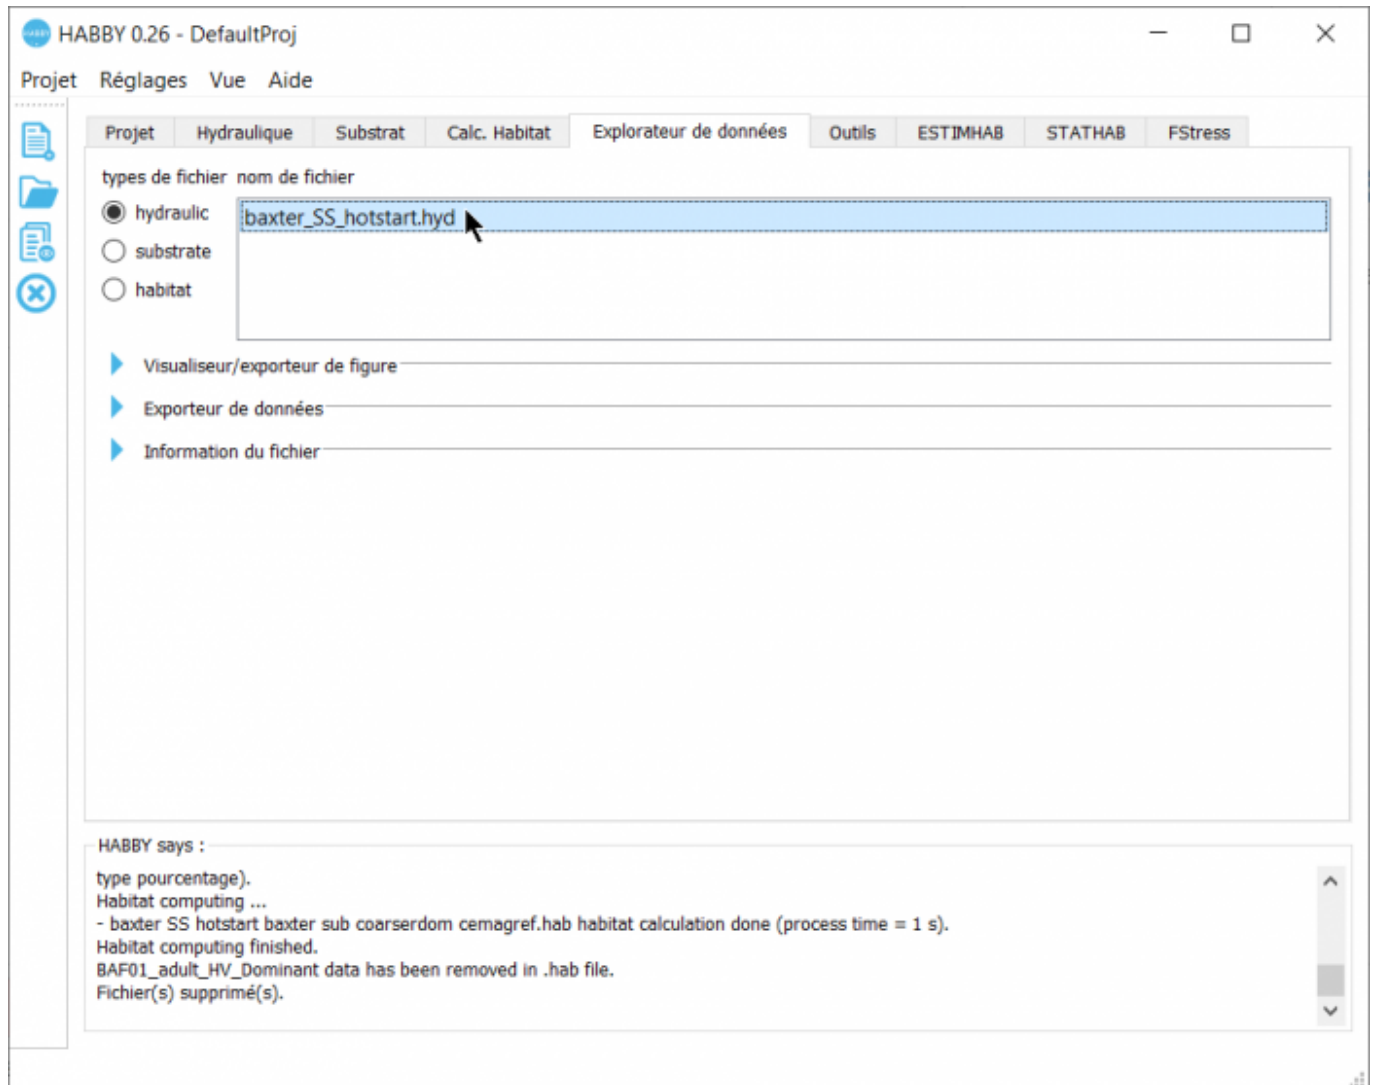 HABBY 0.26 - DefaultProj
Projet Réglages Vue Aide
Projet Hydraulique Substrat Calc. Habitat Explorateur de données Outils ESTIMHAB STATHAB FStress
types de fichier nom de fichier
hydraulic baxter_SS_hotstart.hyd
substrate
habitat
Visualiseur/exporteur de figure
Exporteur de données
Information du fichier
HABBY says :
type pourcentage).
Habitat computing ...
- baxter SS hotstart baxter sub coarserdom cemagref.hab habitat calculation done (process time = 1 s).
Habitat computing finished.
BAF01_adult_HV_Dominant data has been removed in .hab file.
Fichier(s) supprimé(s).